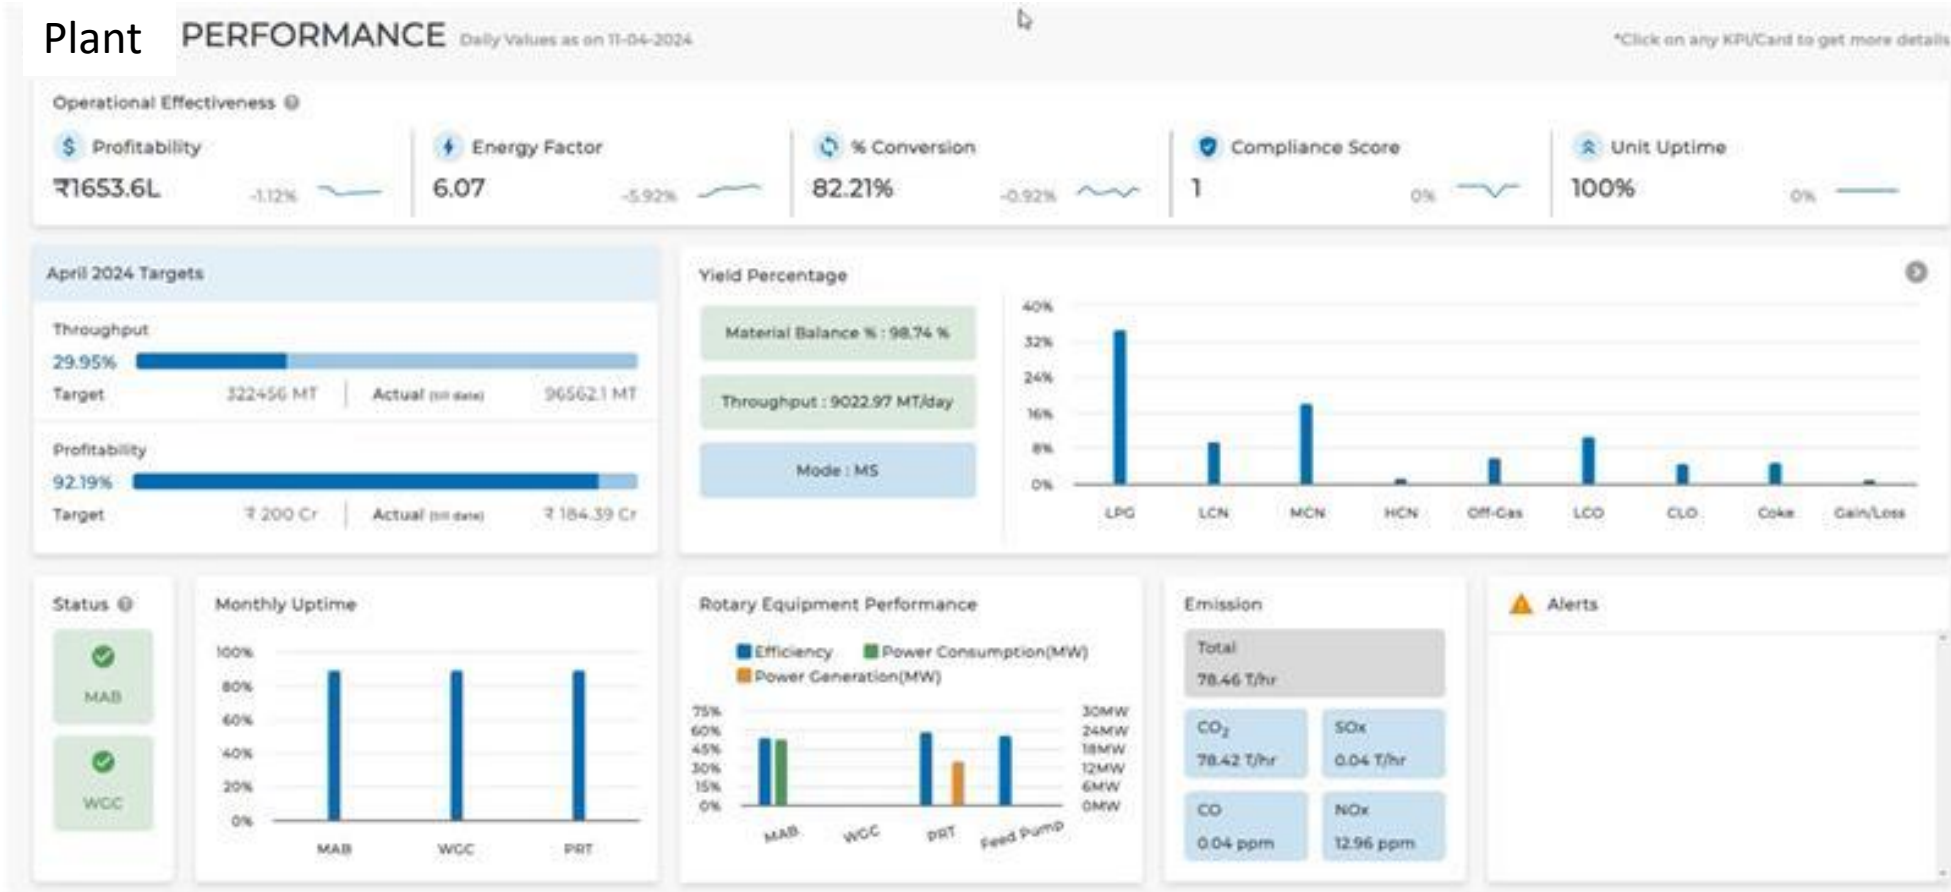 Plant PERFORMANCE Daily Values as on 11-04-2024
*Click on any KPI/Card to get more details
Operational Effectiveness
$ Profitability
₹1653.6L -1.12%
Energy Factor
6.07 -5.92%
% Conversion
82.21% -0.92%
Compliance Score
1 0%
Unit Uptime
100% 0%
April 2024 Targets
Throughput
29.95%
Target 322456 MT Actual (till date) 96562.1 MT
Profitability
92.19%
Target ₹ 200 Cr Actual (till date) ₹ 184.39 Cr
Yield Percentage
Material Balance % : 98.74 %
Throughput : 9022.97 MT/day
Mode : MS
40%
32%
24%
16%
8%
0%
LPG LCN MCN HCN Off-Gas LCO CLO Coke Gain/Loss
Status
MAB
WGC
Monthly Uptime
100%
80%
60%
40%
20%
0%
MAB WGC PRT
Rotary Equipment Performance
Efficiency Power Consumption(MW)
Power Generation(MW)
75% 30MW
60% 24MW
45% 18MW
30% 12MW
15% 6MW
0% 0MW
MAB WGC PRT Feed Pump
Emission
Total
78.46 T/hr
CO₂
78.42 T/hr
SOx
0.04 T/hr
CO
0.04 ppm
NOx
12.96 ppm
Alerts